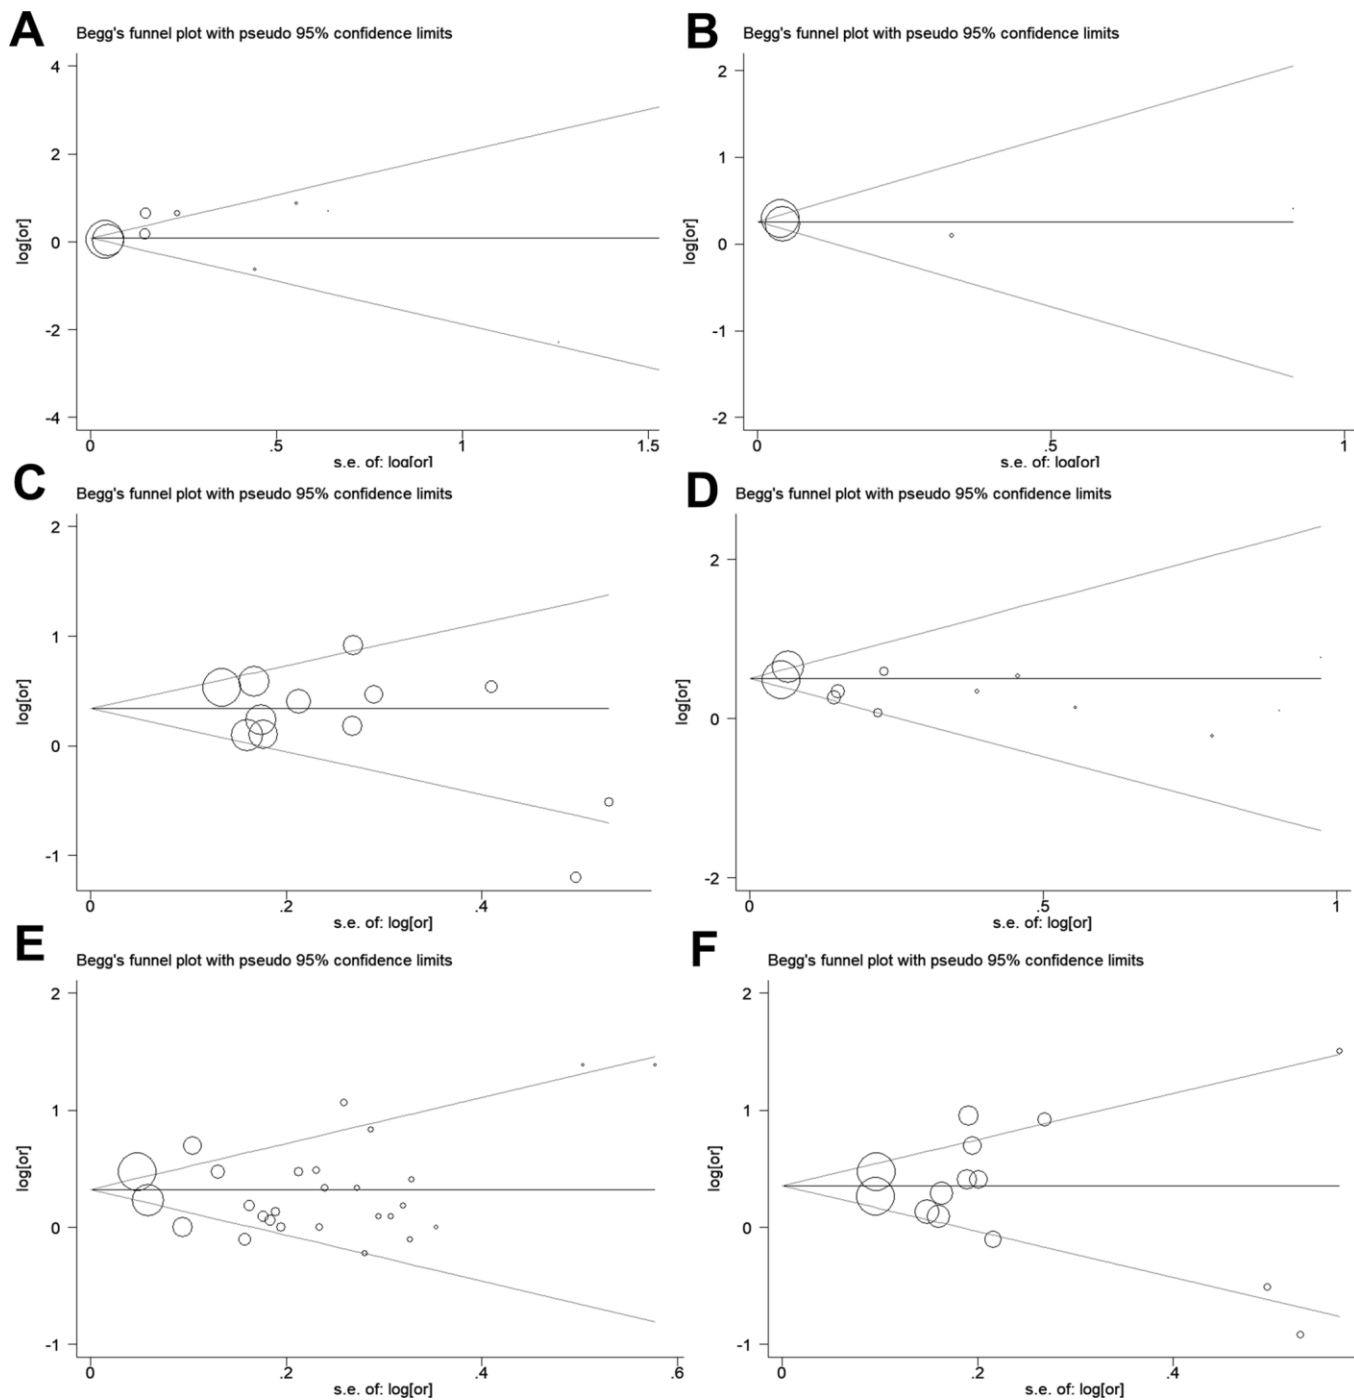 A
Begg's funnel plot with pseudo 95% confidence limits
4
2
0
-2
-4
log[or]
0 .5 1 1.5
s.e. of: log[or]
B
Begg's funnel plot with pseudo 95% confidence limits
2
1
0
-1
-2
log[or]
0 .5 1
s.e. of: log[or]
C
Begg's funnel plot with pseudo 95% confidence limits
2
1
0
-1
log[or]
0 .2 .4
s.e. of: log[or]
D
Begg's funnel plot with pseudo 95% confidence limits
2
0
-2
log[or]
0 .5 1
s.e. of: log[or]
E
Begg's funnel plot with pseudo 95% confidence limits
2
1
0
-1
log[or]
0 .2 .4 .6
s.e. of: log[or]
F
Begg's funnel plot with pseudo 95% confidence limits
2
1
0
-1
log[or]
0 .2 .4
s.e. of: log[or]